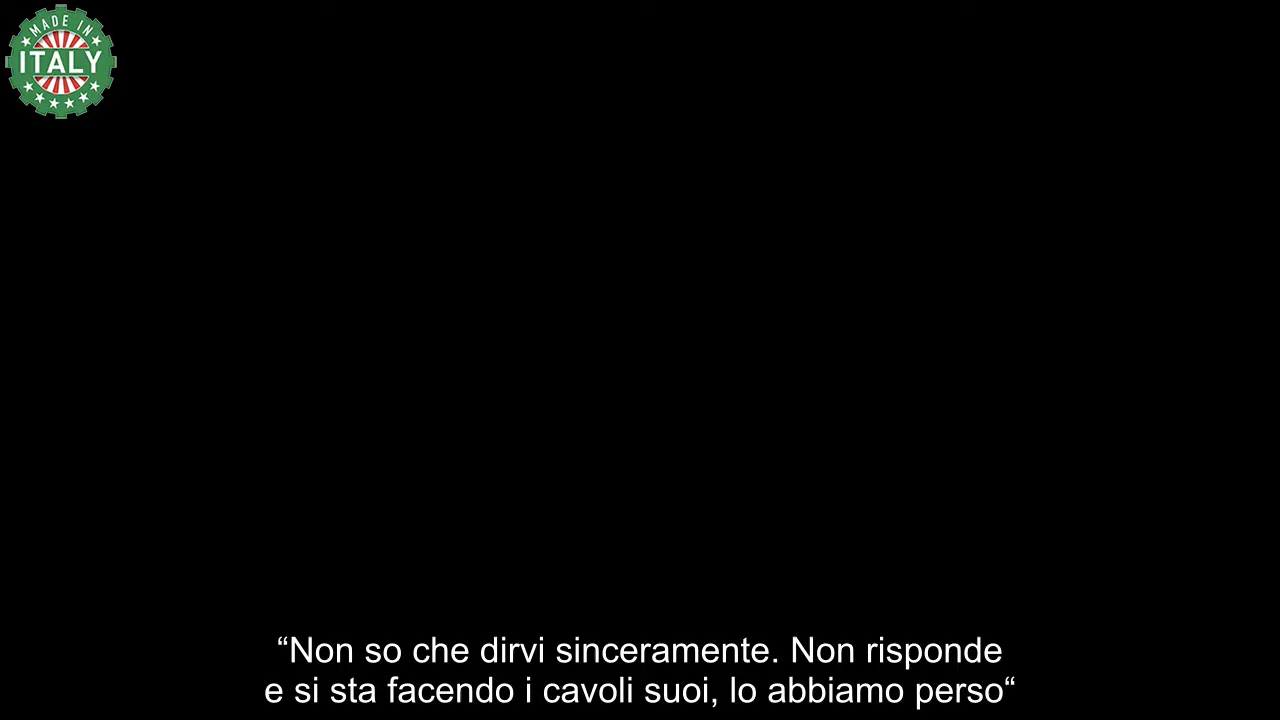 MADE IN
ITALY
“Non so che dirvi sinceramente. Non risponde
e si sta facendo i cavoli suoi, lo abbiamo perso“